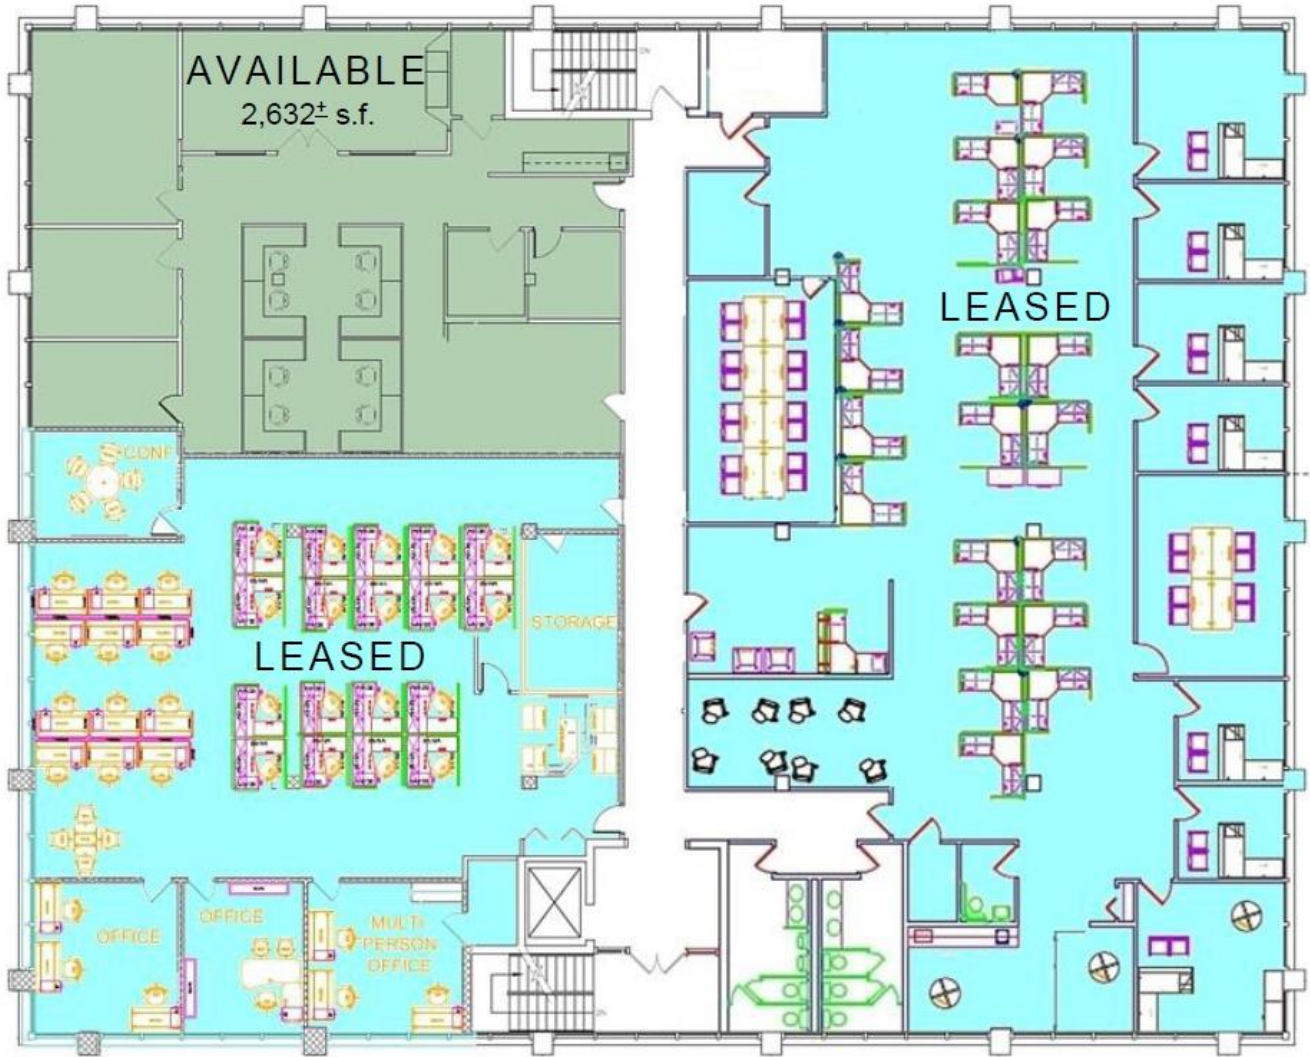 AVAILABLE
2,632± s.f.
LEASED
CONF
LEASED
STORAGE
OFFICE
OFFICE
MULTI
PERSON
OFFICE